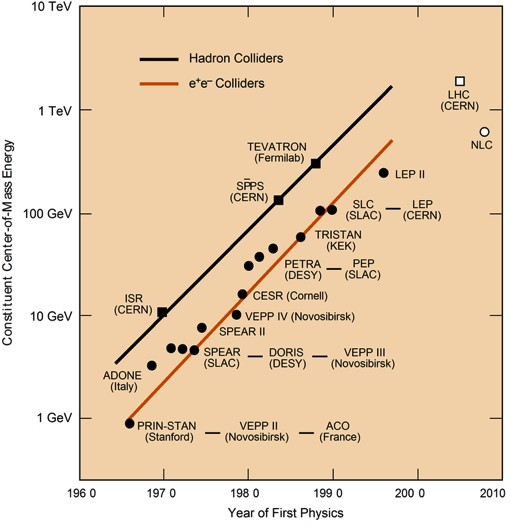 10 TeV
Hadron Colliders
e+e− Colliders
LHC
(CERN)
1 TeV
NLC
TEVATRON
(Fermilab)
LEP II
Sp̅PS
(CERN)
SLC — LEP
(SLAC) (CERN)
100 GeV
TRISTAN
(KEK)
PETRA — PEP
(DESY) (SLAC)
CESR (Cornell)
ISR
(CERN)
10 GeV
VEPP IV (Novosibirsk)
SPEAR II
SPEAR — DORIS — VEPP III
(SLAC) (DESY) (Novosibirsk)
ADONE
(Italy)
1 GeV
PRIN-STAN — VEPP II — ACO
(Stanford) (Novosibirsk) (France)
Constituent Center-of-Mass Energy
196 0 197 0 198 0 199 0 200 0 2010
Year of First Physics